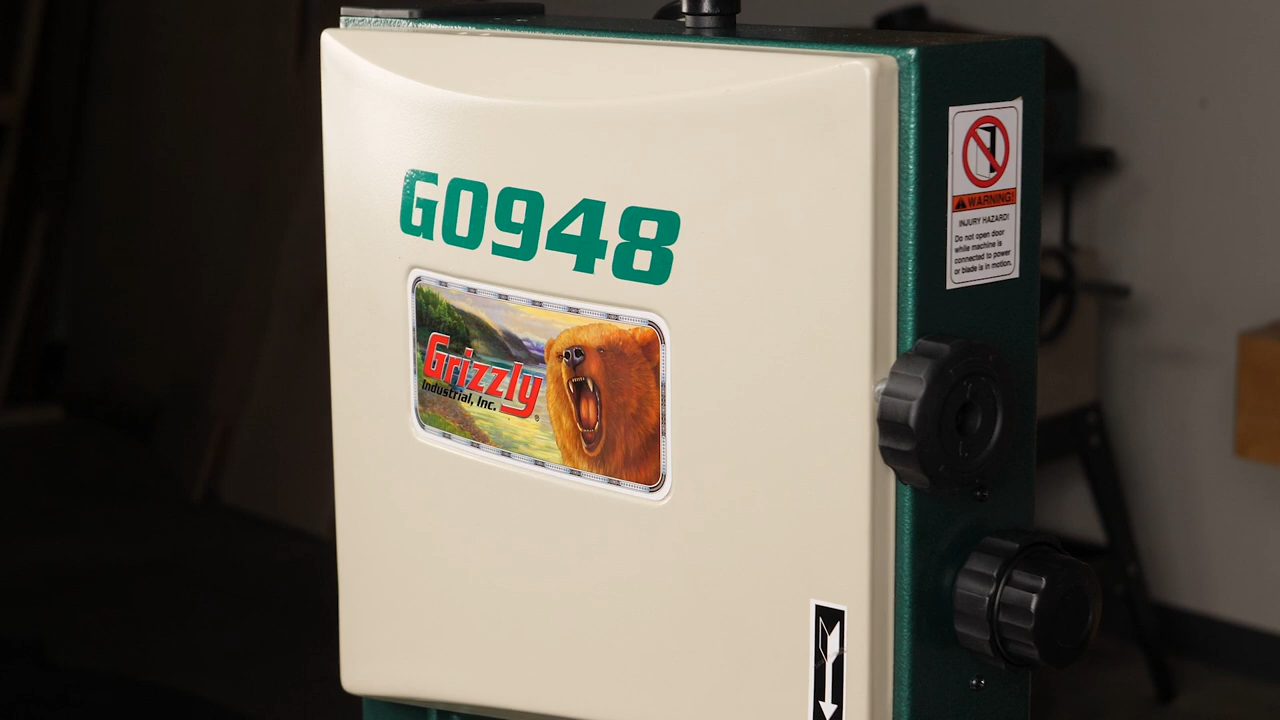 G0948
Grizzly
Industrial, Inc.
®
WARNING!
INJURY HAZARD!
Do not open door
while machine is
connected to power
or blade is in motion.